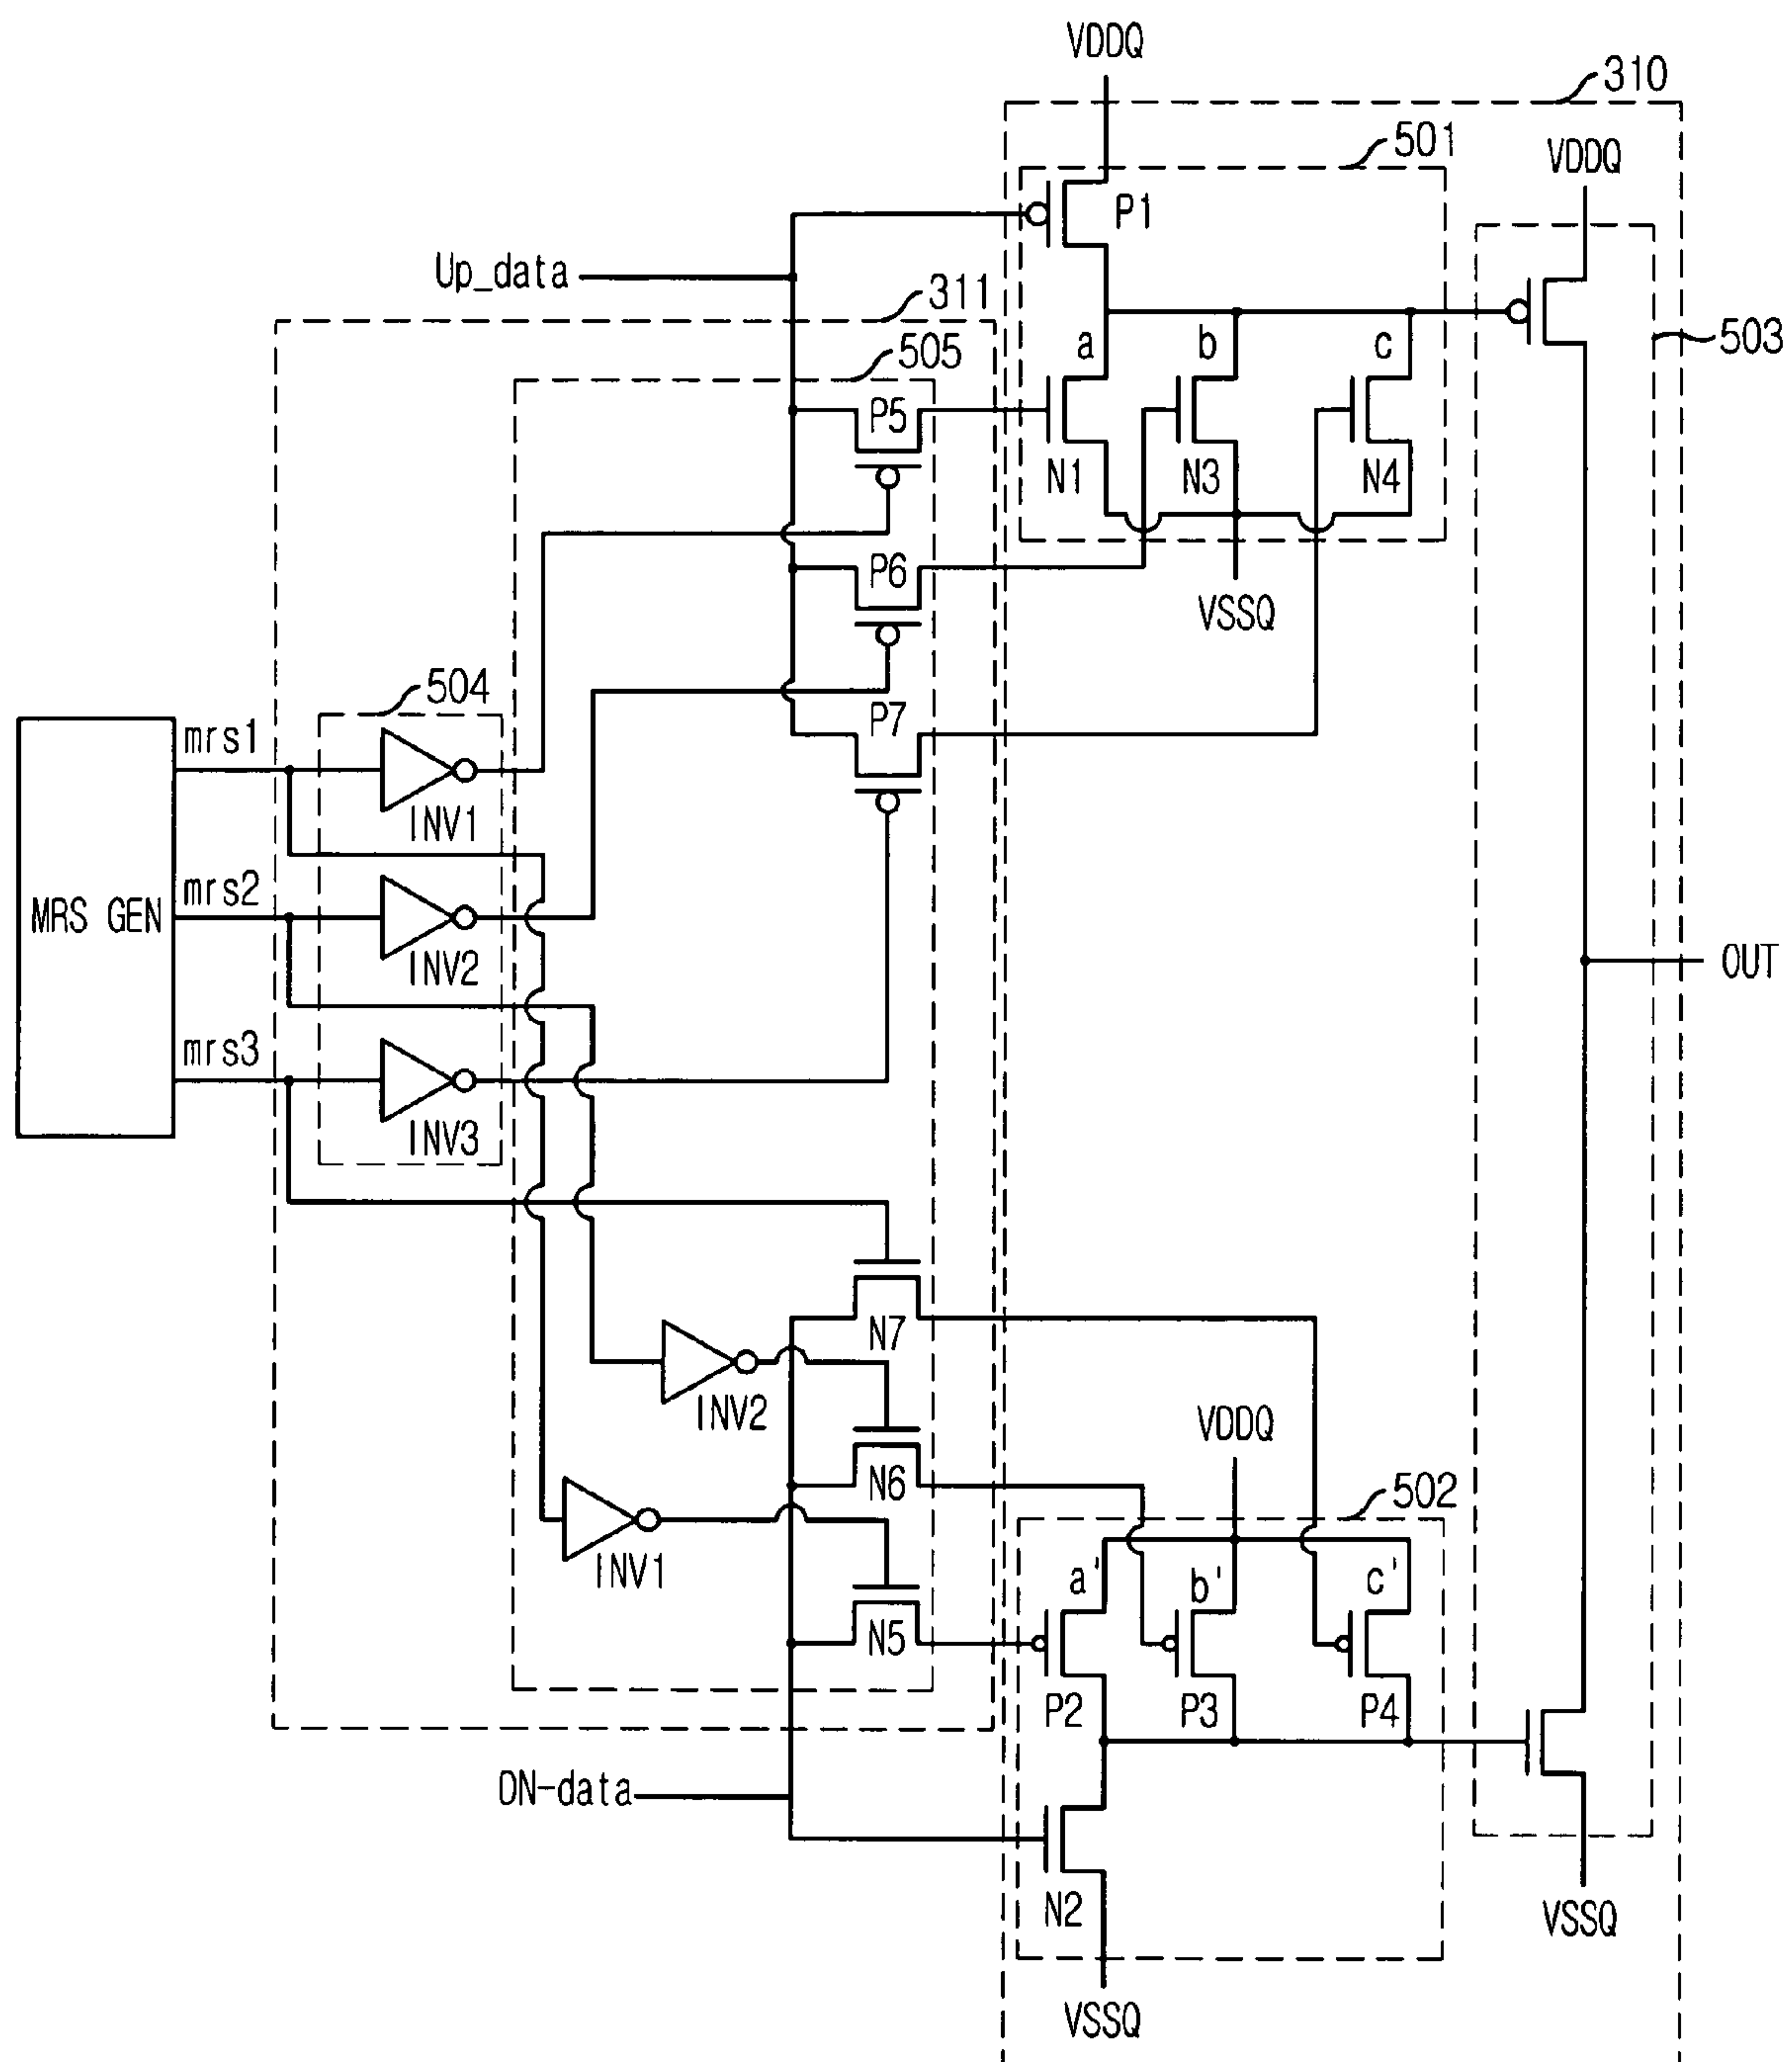 VDDQ
310
501
VDDQ
P1
Up_data
311
503
505
a
b
c
P5
N1
N3
N4
P6
VSSQ
504
P7
mrs1
INV1
mrs2
MRS GEN
INV2
OUT
mrs3
INV3
N7
INV2
VDDQ
N6
502
INV1
a'
b'
c'
N5
P2
P3
P4
ON-data
N2
VSSQ
VSSQ